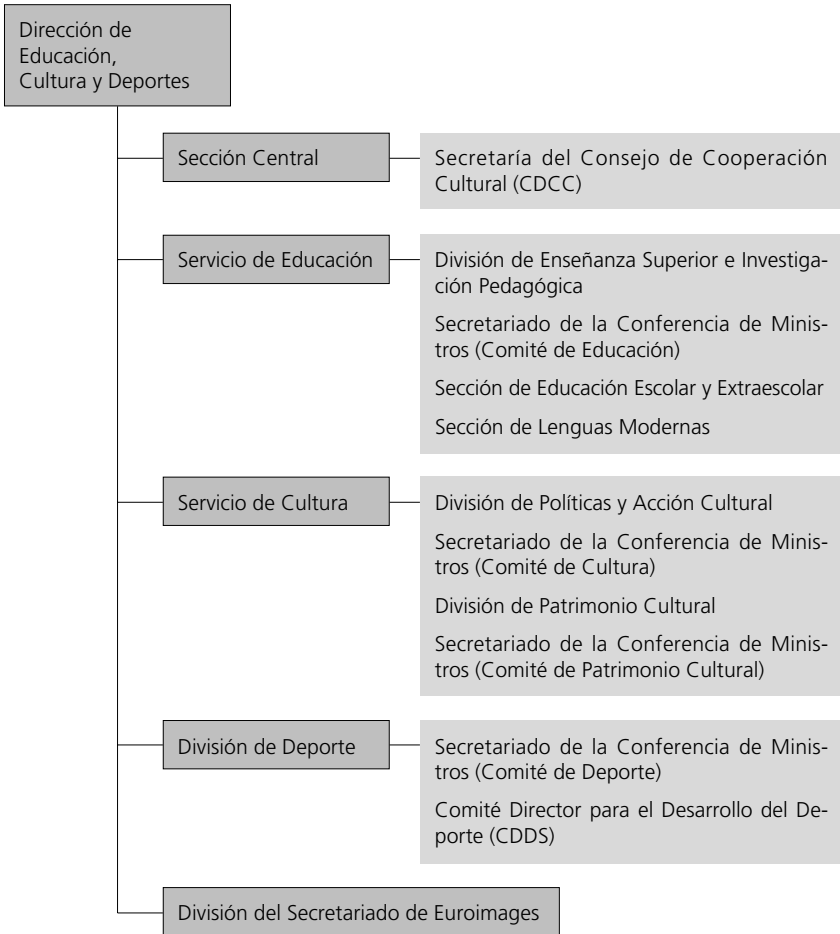 Dirección de
Educación,
Cultura y Deportes
Sección Central
Secretaría del Consejo de Cooperación
Cultural (CDCC)
Servicio de Educación
División de Enseñanza Superior e Investiga-
ción Pedagógica
Secretariado de la Conferencia de Minis-
tros (Comité de Educación)
Sección de Educación Escolar y Extraescolar
Sección de Lenguas Modernas
Servicio de Cultura
División de Políticas y Acción Cultural
Secretariado de la Conferencia de Minis-
tros (Comité de Cultura)
División de Patrimonio Cultural
Secretariado de la Conferencia de Minis-
tros (Comité de Patrimonio Cultural)
División de Deporte
Secretariado de la Conferencia de Minis-
tros (Comité de Deporte)
Comité Director para el Desarrollo del De-
porte (CDDS)
División del Secretariado de Euroimages